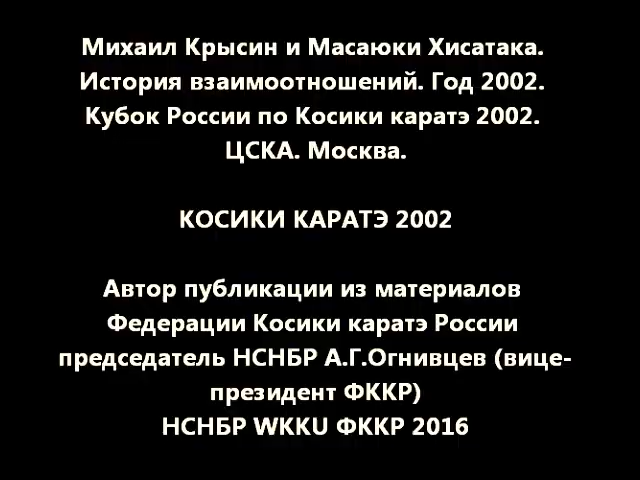 Михаил Крысин и Масаюки Хисатака.
История взаимоотношений. Год 2002.
Кубок России по Косики каратэ 2002.
ЦСКА. Москва.
КОСИКИ КАРАТЭ 2002
Автор публикации из материалов
Федерации Косики каратэ России
председатель НСНБР А.Г.Огнивцев (вице-
президент ФККР)
НСНБР WKKU ФККР 2016